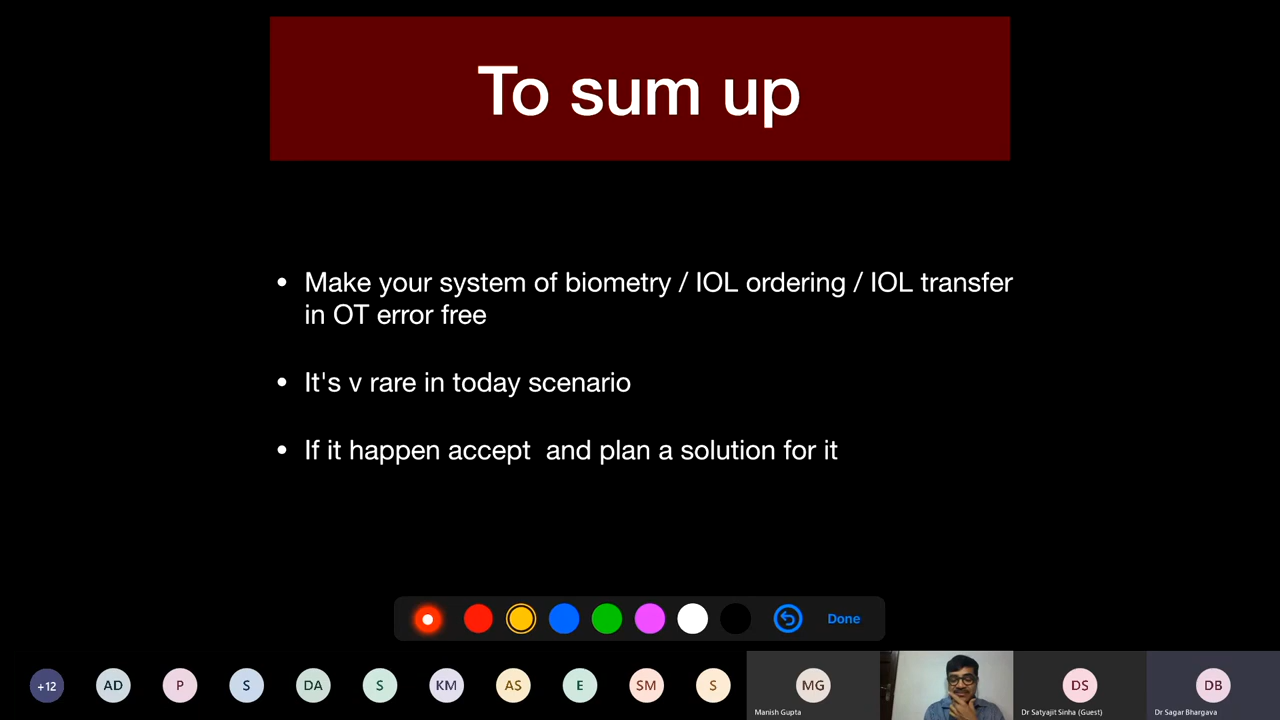 To sum up
• Make your system of biometry / IOL ordering / IOL transfer
in OT error free
• It's v rare in today scenario
• If it happen accept  and plan a solution for it
Done
+12
AD
P
S
DA
S
KM
AS
E
SM
S
MG
Manish Gupta
DS
Dr Satyajit Sinha (Guest)
DB
Dr Sagar Bhargava